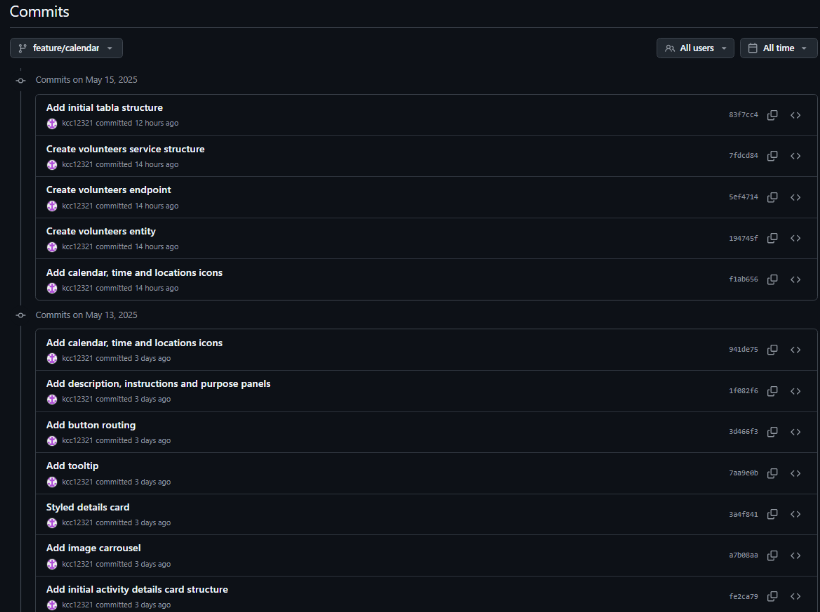 Commits
feature/calendar
All users
All time
Commits on May 15, 2025
Add initial tabla structure
kcc12321 committed 12 hours ago
83f7cc4
Create volunteers service structure
kcc12321 committed 14 hours ago
7fdcd84
Create volunteers endpoint
kcc12321 committed 14 hours ago
5ef4714
Create volunteers entity
kcc12321 committed 14 hours ago
194745f
Add calendar, time and locations icons
kcc12321 committed 14 hours ago
f1ab656
Commits on May 13, 2025
Add calendar, time and locations icons
kcc12321 committed 3 days ago
941de75
Add description, instructions and purpose panels
kcc12321 committed 3 days ago
1f082f6
Add button routing
kcc12321 committed 3 days ago
3d466f3
Add tooltip
kcc12321 committed 3 days ago
7aa9e0b
Styled details card
kcc12321 committed 3 days ago
3a4f841
Add image carrousel
kcc12321 committed 3 days ago
a7b08aa
Add initial activity details card structure
kcc12321 committed 3 days ago
fe2ca79